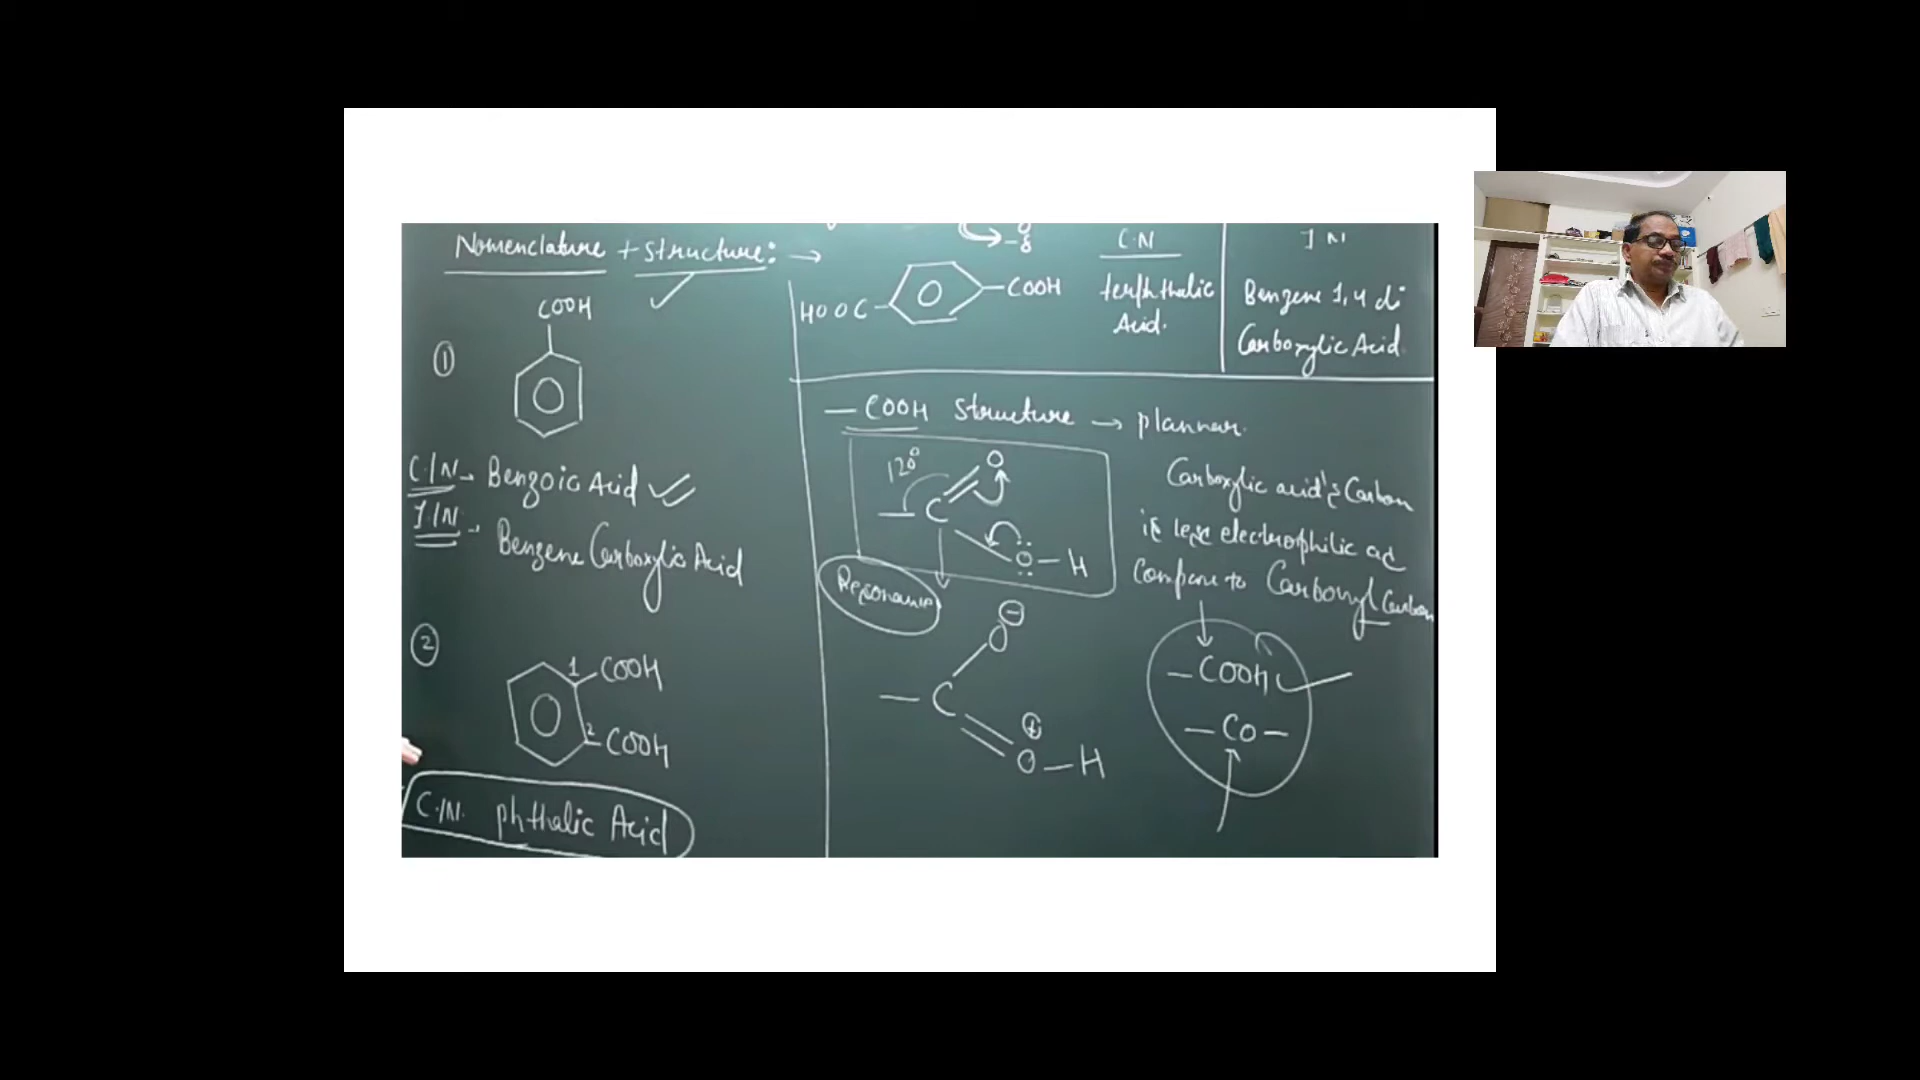 Nomenclature + Structure: →
COOH
①
C/N - Benzoic Acid
I/N - Benzene Carboxylic Acid
②
1 COOH
2 COOH
C/N. phthalic Acid
C.N
I N
HOOC COOH
terphthalic
Acid.
Benzene 1,4 di
Carboxylic Acid
— COOH Structure → plannar.
120°
O
— C
O — H
Resonance
O ⊖
— C
⊕
O — H
Carboxylic acid's Carbon
is less electrophilic as
Compare to Carbonyl Carbon
— COOH
— Co —